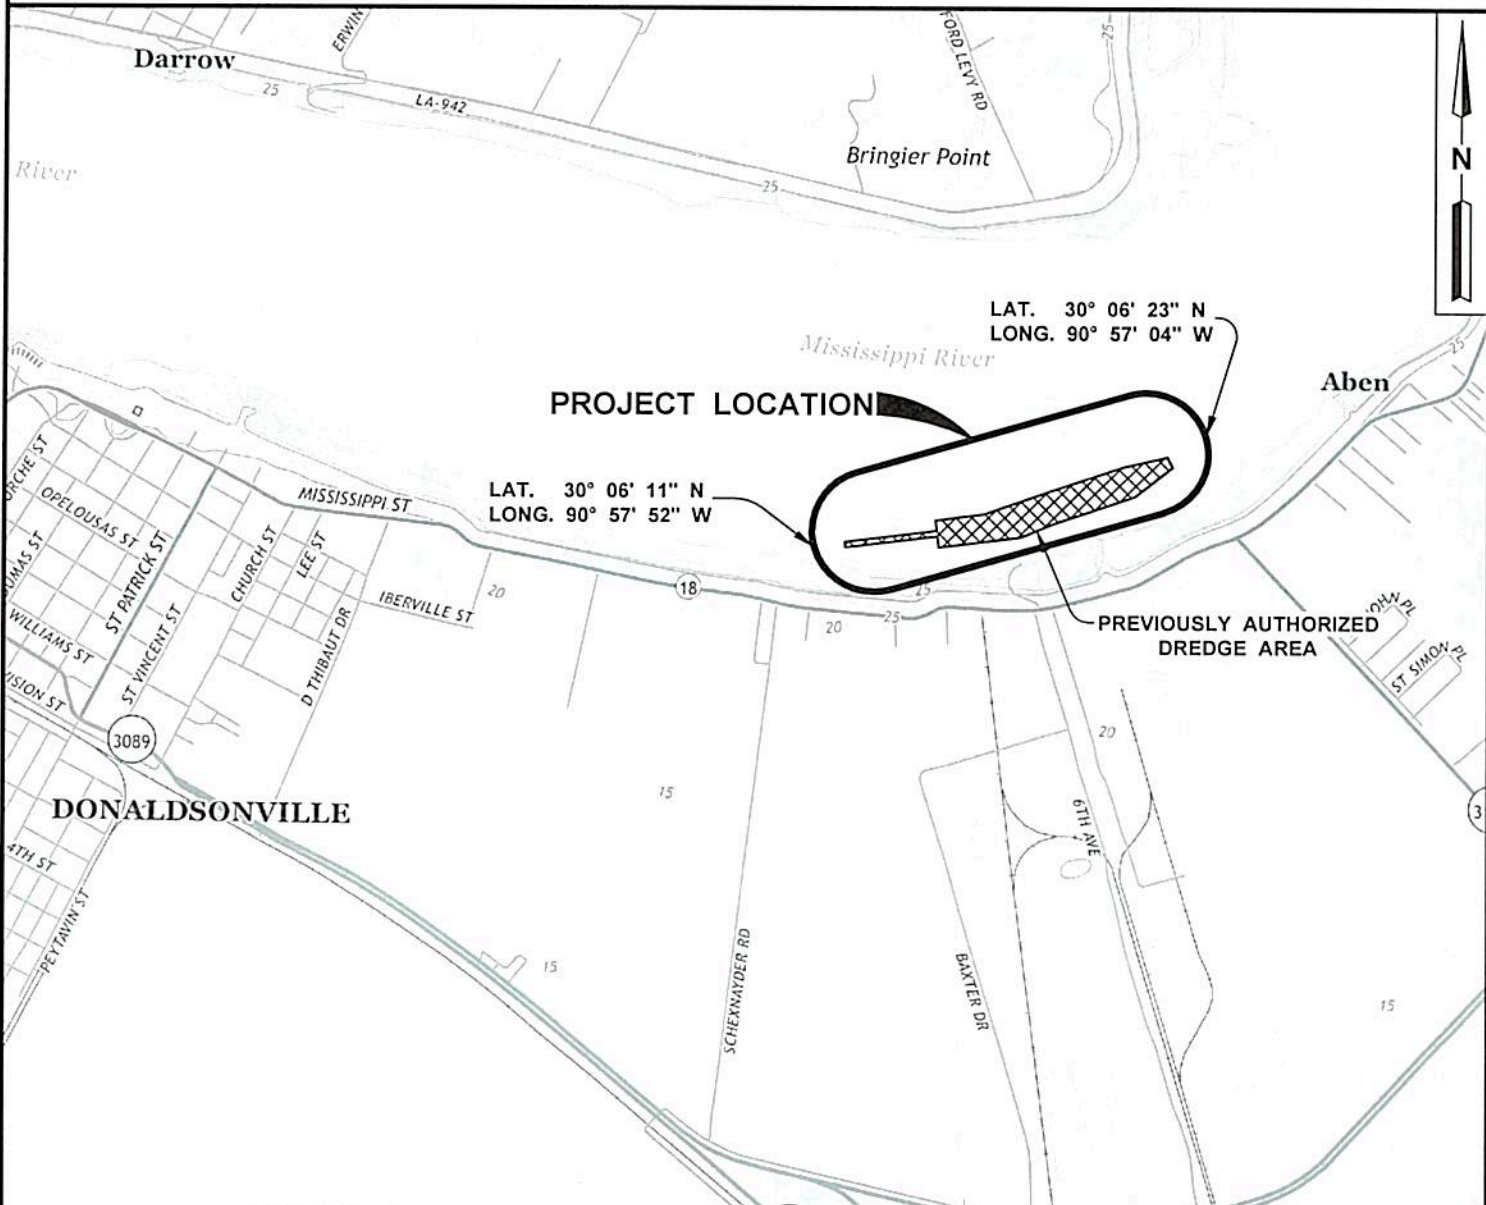 ERWIN
FORD LEVY RD
25
Darrow
25
LA-942
Bringier Point
25
N
River
LAT. 30° 06' 23" N
LONG. 90° 57' 04" W
Mississippi River
25
Aben
PROJECT LOCATION
LAT. 30° 06' 11" N
LONG. 90° 57' 52" W
MISSISSIPPI ST
OPELOUSAS ST
ST PATRICK ST
CHURCH ST
LEE ST
WILLIAMS ST
ST VINCENT ST
D THIBAUT DR
IBERVILLE ST
20
18
25
20
25
PREVIOUSLY AUTHORIZED
DREDGE AREA
ST SIMON PL
3089
DONALDSONVILLE
15
20
6TH AVE
3
4TH ST
PEYTAVIN ST
15
SCHEXNAYDER RD
BAXTER DR
15